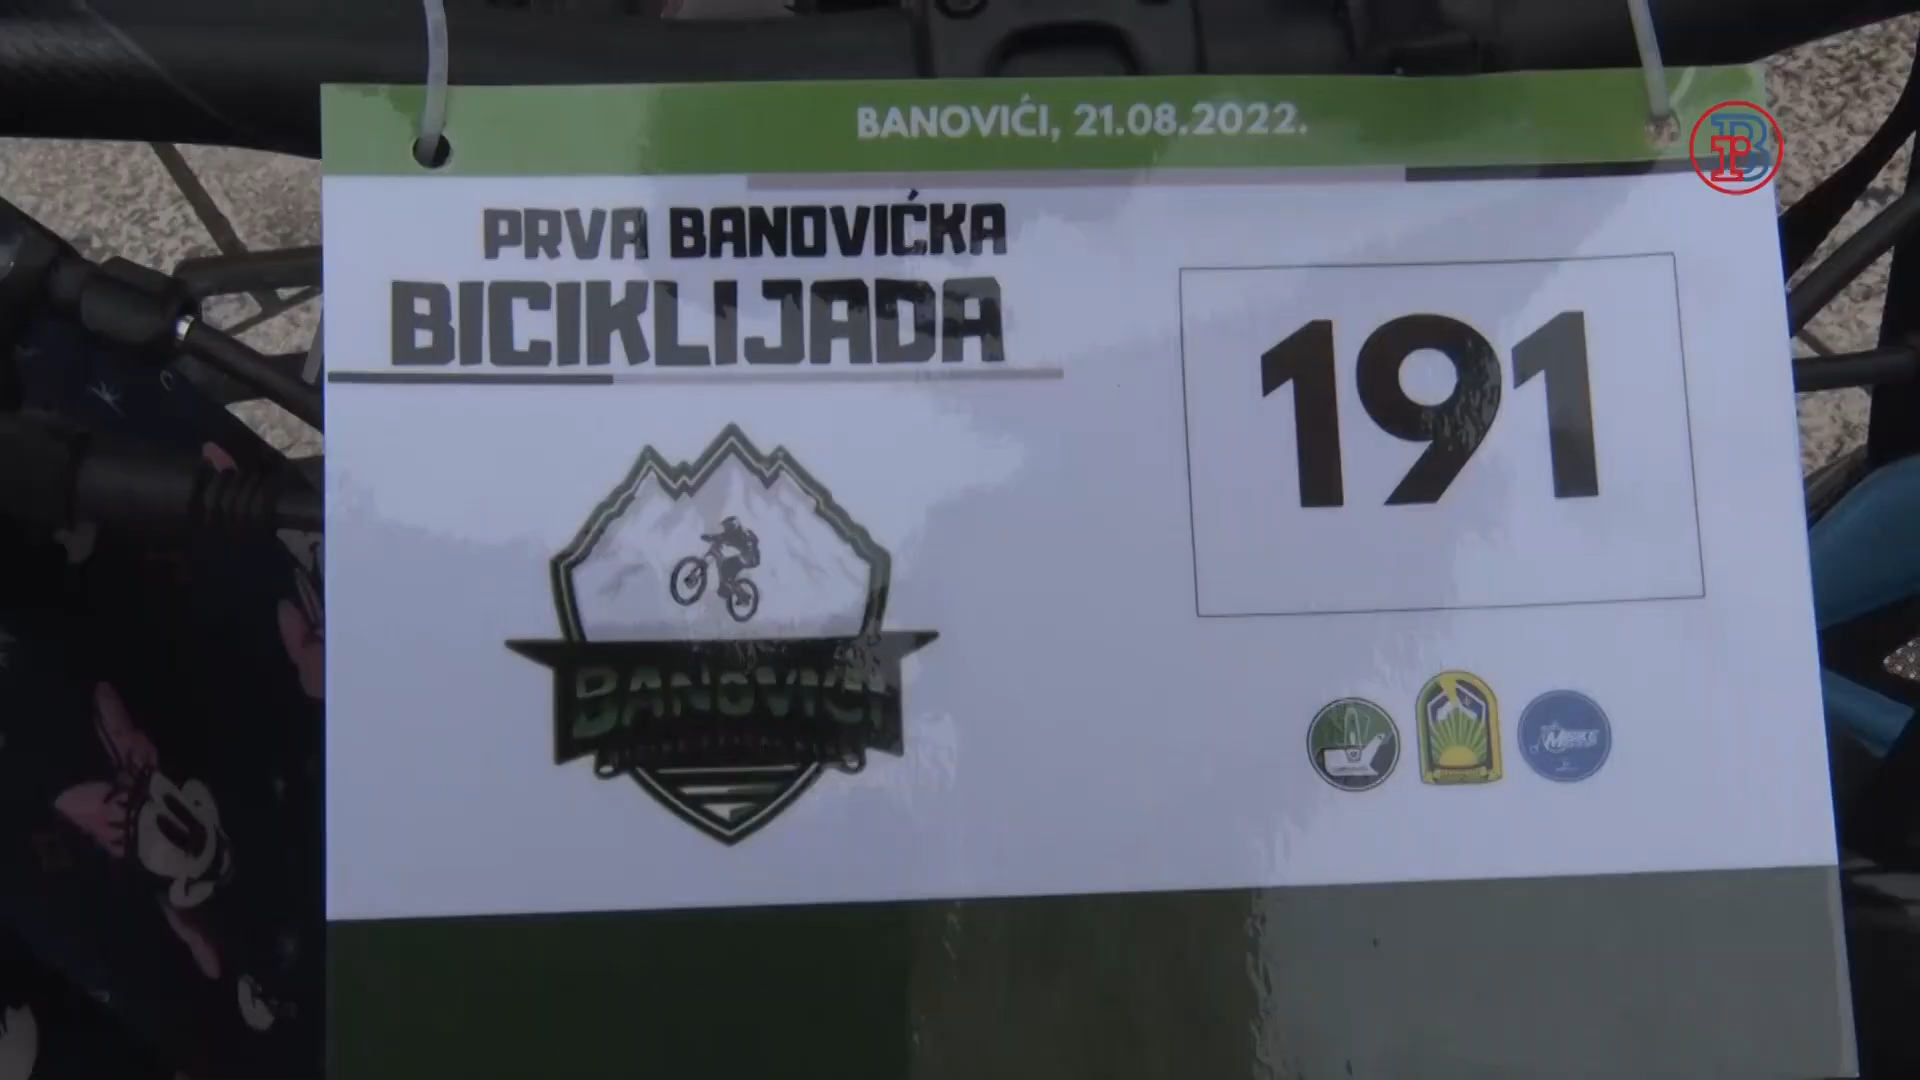 BANOVIĆI, 21.08.2022.
PRVA BANOVIĆKA
BICIKLIJADA
191
BANOVIĆI